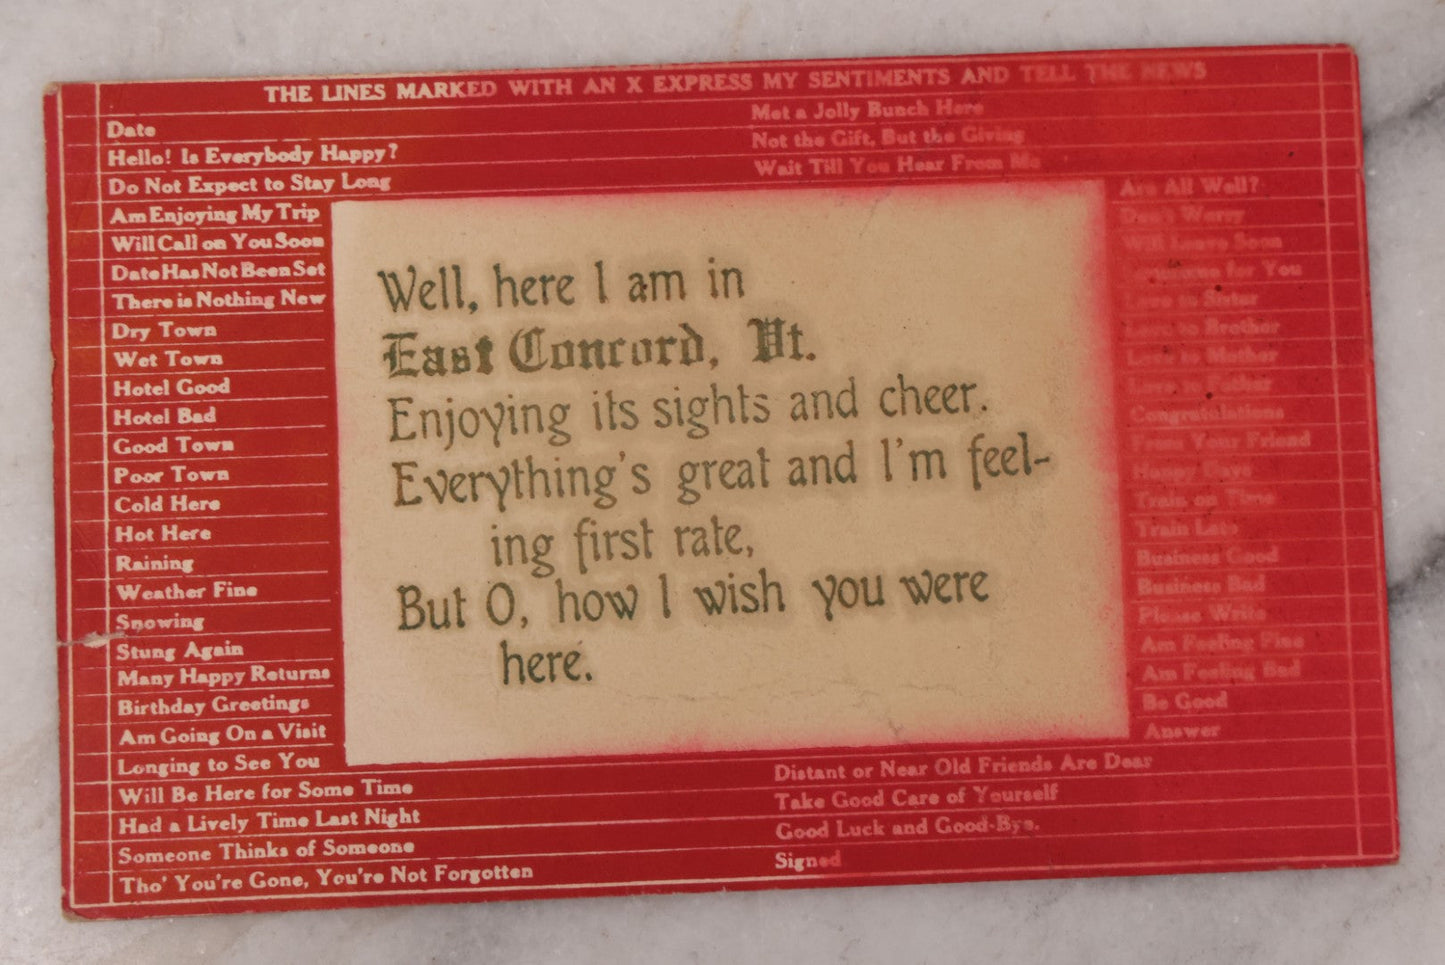 THE LINES MARKED WITH AN X EXPRESS MY SENTIMENTS AND TELL THE NEWS
Date
Hello! Is Everybody Happy?
Do Not Expect to Stay Long
Am Enjoying My Trip
Will Call on You Soon
Date Has Not Been Set
There is Nothing New
Dry Town
Wet Town
Hotel Good
Hotel Bad
Good Town
Poor Town
Cold Here
Hot Here
Raining
Weather Fine
Snowing
Stung Again
Many Happy Returns
Birthday Greetings
Am Going On a Visit
Longing to See You
Will Be Here for Some Time
Had a Lively Time Last Night
Someone Thinks of Someone
Tho' You're Gone, You're Not Forgotten
Met a Jolly Bunch Here
Not the Gift, But the Giving
Wait Till You Hear From Me
Are All Well?
Don't Worry
Will Leave Soon
for You
Love to Sister
Love to Brother
Love to Mother
Love to Father
Congratulations
From Your Friend
Happy Days
Train on Time
Train Late
Business Good
Business Bad
Please Write
Am Feeling Fine
Am Feeling Bad
Be Good
Answer
Distant or Near Old Friends Are Dear
Take Good Care of Yourself
Good Luck and Good-Bye.
Signed
Well, here I am in
East Concord, Vt.
Enjoying its sights and cheer.
Everything's great and I'm feel-
ing first rate,
But O, how I wish you were
here.